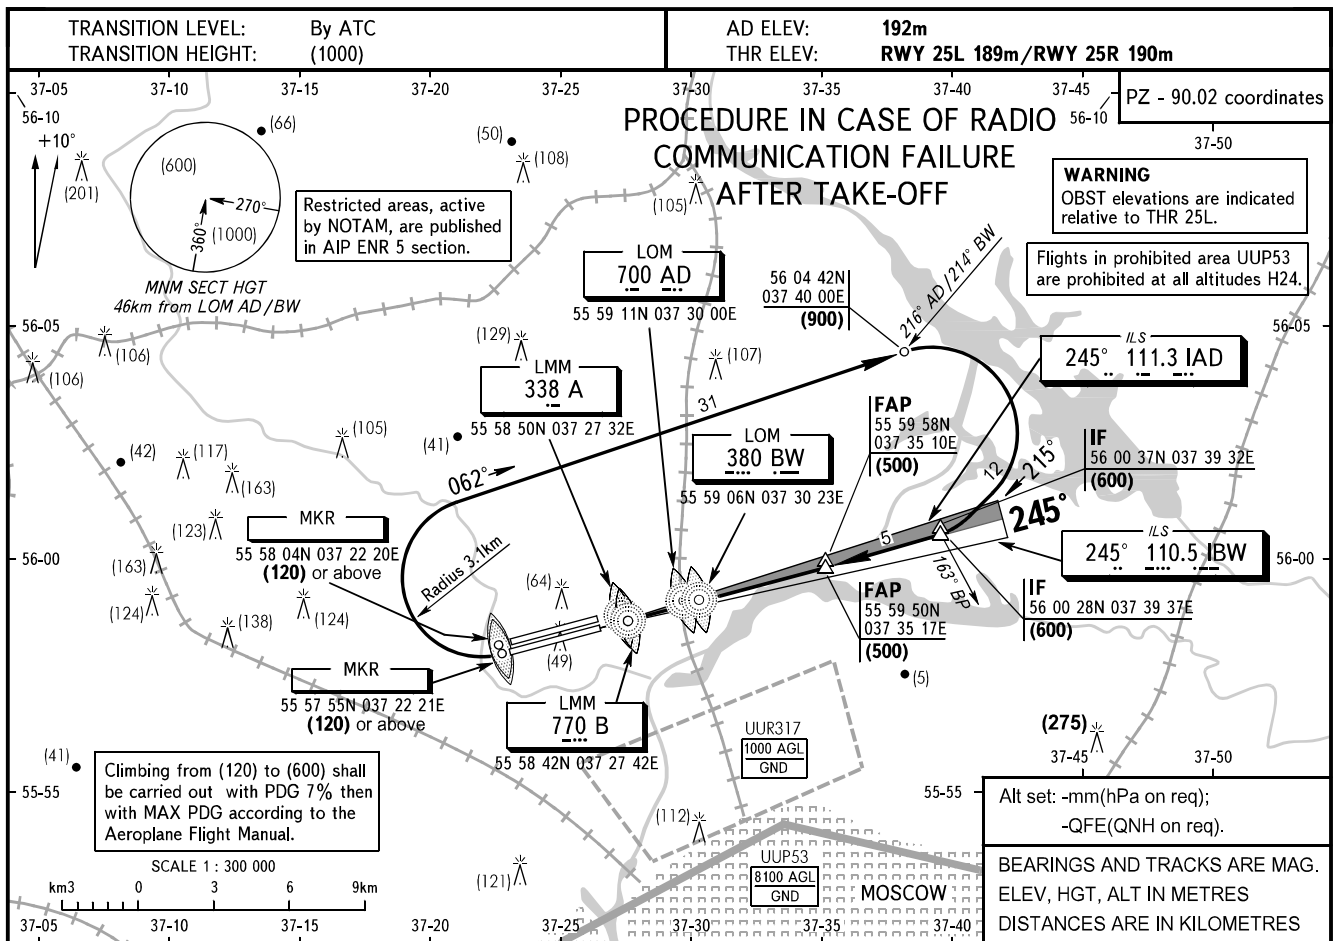 TRANSITION LEVEL: By ATC
TRANSITION HEIGHT: (1000)
AD ELEV: 192m
THR ELEV: RWY 25L 189m/RWY 25R 190m
37-05 37-10 37-15 37-20 37-25 37-30 37-35 37-40 37-45
56-10
56-10
PZ - 90.02 coordinates
37-50
PROCEDURE IN CASE OF RADIO
COMMUNICATION FAILURE
AFTER TAKE-OFF
WARNING
OBST elevations are indicated
relative to THR 25L.
Flights in prohibited area UUP53
are prohibited at all altitudes H24.
+10°
(201)
(66)
(600)
270°
360°
(1000)
MNM SECT HGT
46km from LOM AD/BW
Restricted areas, active
by NOTAM, are published
in AIP ENR 5 section.
(50)
(108)
(105)
LOM
700 AD
55 59 11N 037 30 00E
56 04 42N
037 40 00E
(900)
216° AD/214° BW
56-05
56-05
(106)
(106)
(129)
(107)
LMM
338 A
55 58 50N 037 27 32E
31
ILS
245° 111.3 IAD
FAP
55 59 58N
037 35 10E
(500)
LOM
380 BW
55 59 06N 037 30 23E
IF
56 00 37N 037 39 32E
(600)
12
215°
245°
(42)
(117)
(163)
(105)
(41)
062°
(123)
MKR
55 58 04N 037 22 20E
(120) or above
Radius 3.1km
5
ILS
245° 110.5 IBW
56-00
56-00
(163)
(124)
(138)
(124)
(64)
(49)
163° BP
FAP
55 59 50N
037 35 17E
(500)
IF
56 00 28N 037 39 37E
(600)
MKR
55 57 55N 037 22 21E
(120) or above
LMM
770 B
55 58 42N 037 27 42E
(5)
(275)
UUR317
1000 AGL
GND
37-45 37-50
(41)
Climbing from (120) to (600) shall
be carried out with PDG 7% then
with MAX PDG according to the
Aeroplane Flight Manual.
55-55
55-55
(112)
(121)
UUP53
8100 AGL
GND
MOSCOW
Alt set: -mm(hPa on req);
-QFE(QNH on req).
BEARINGS AND TRACKS ARE MAG.
ELEV, HGT, ALT IN METRES
DISTANCES ARE IN KILOMETRES
SCALE 1 : 300 000
km3 0 3 6 9km
37-05 37-10 37-15 37-20 37-25 37-30 37-35 37-40